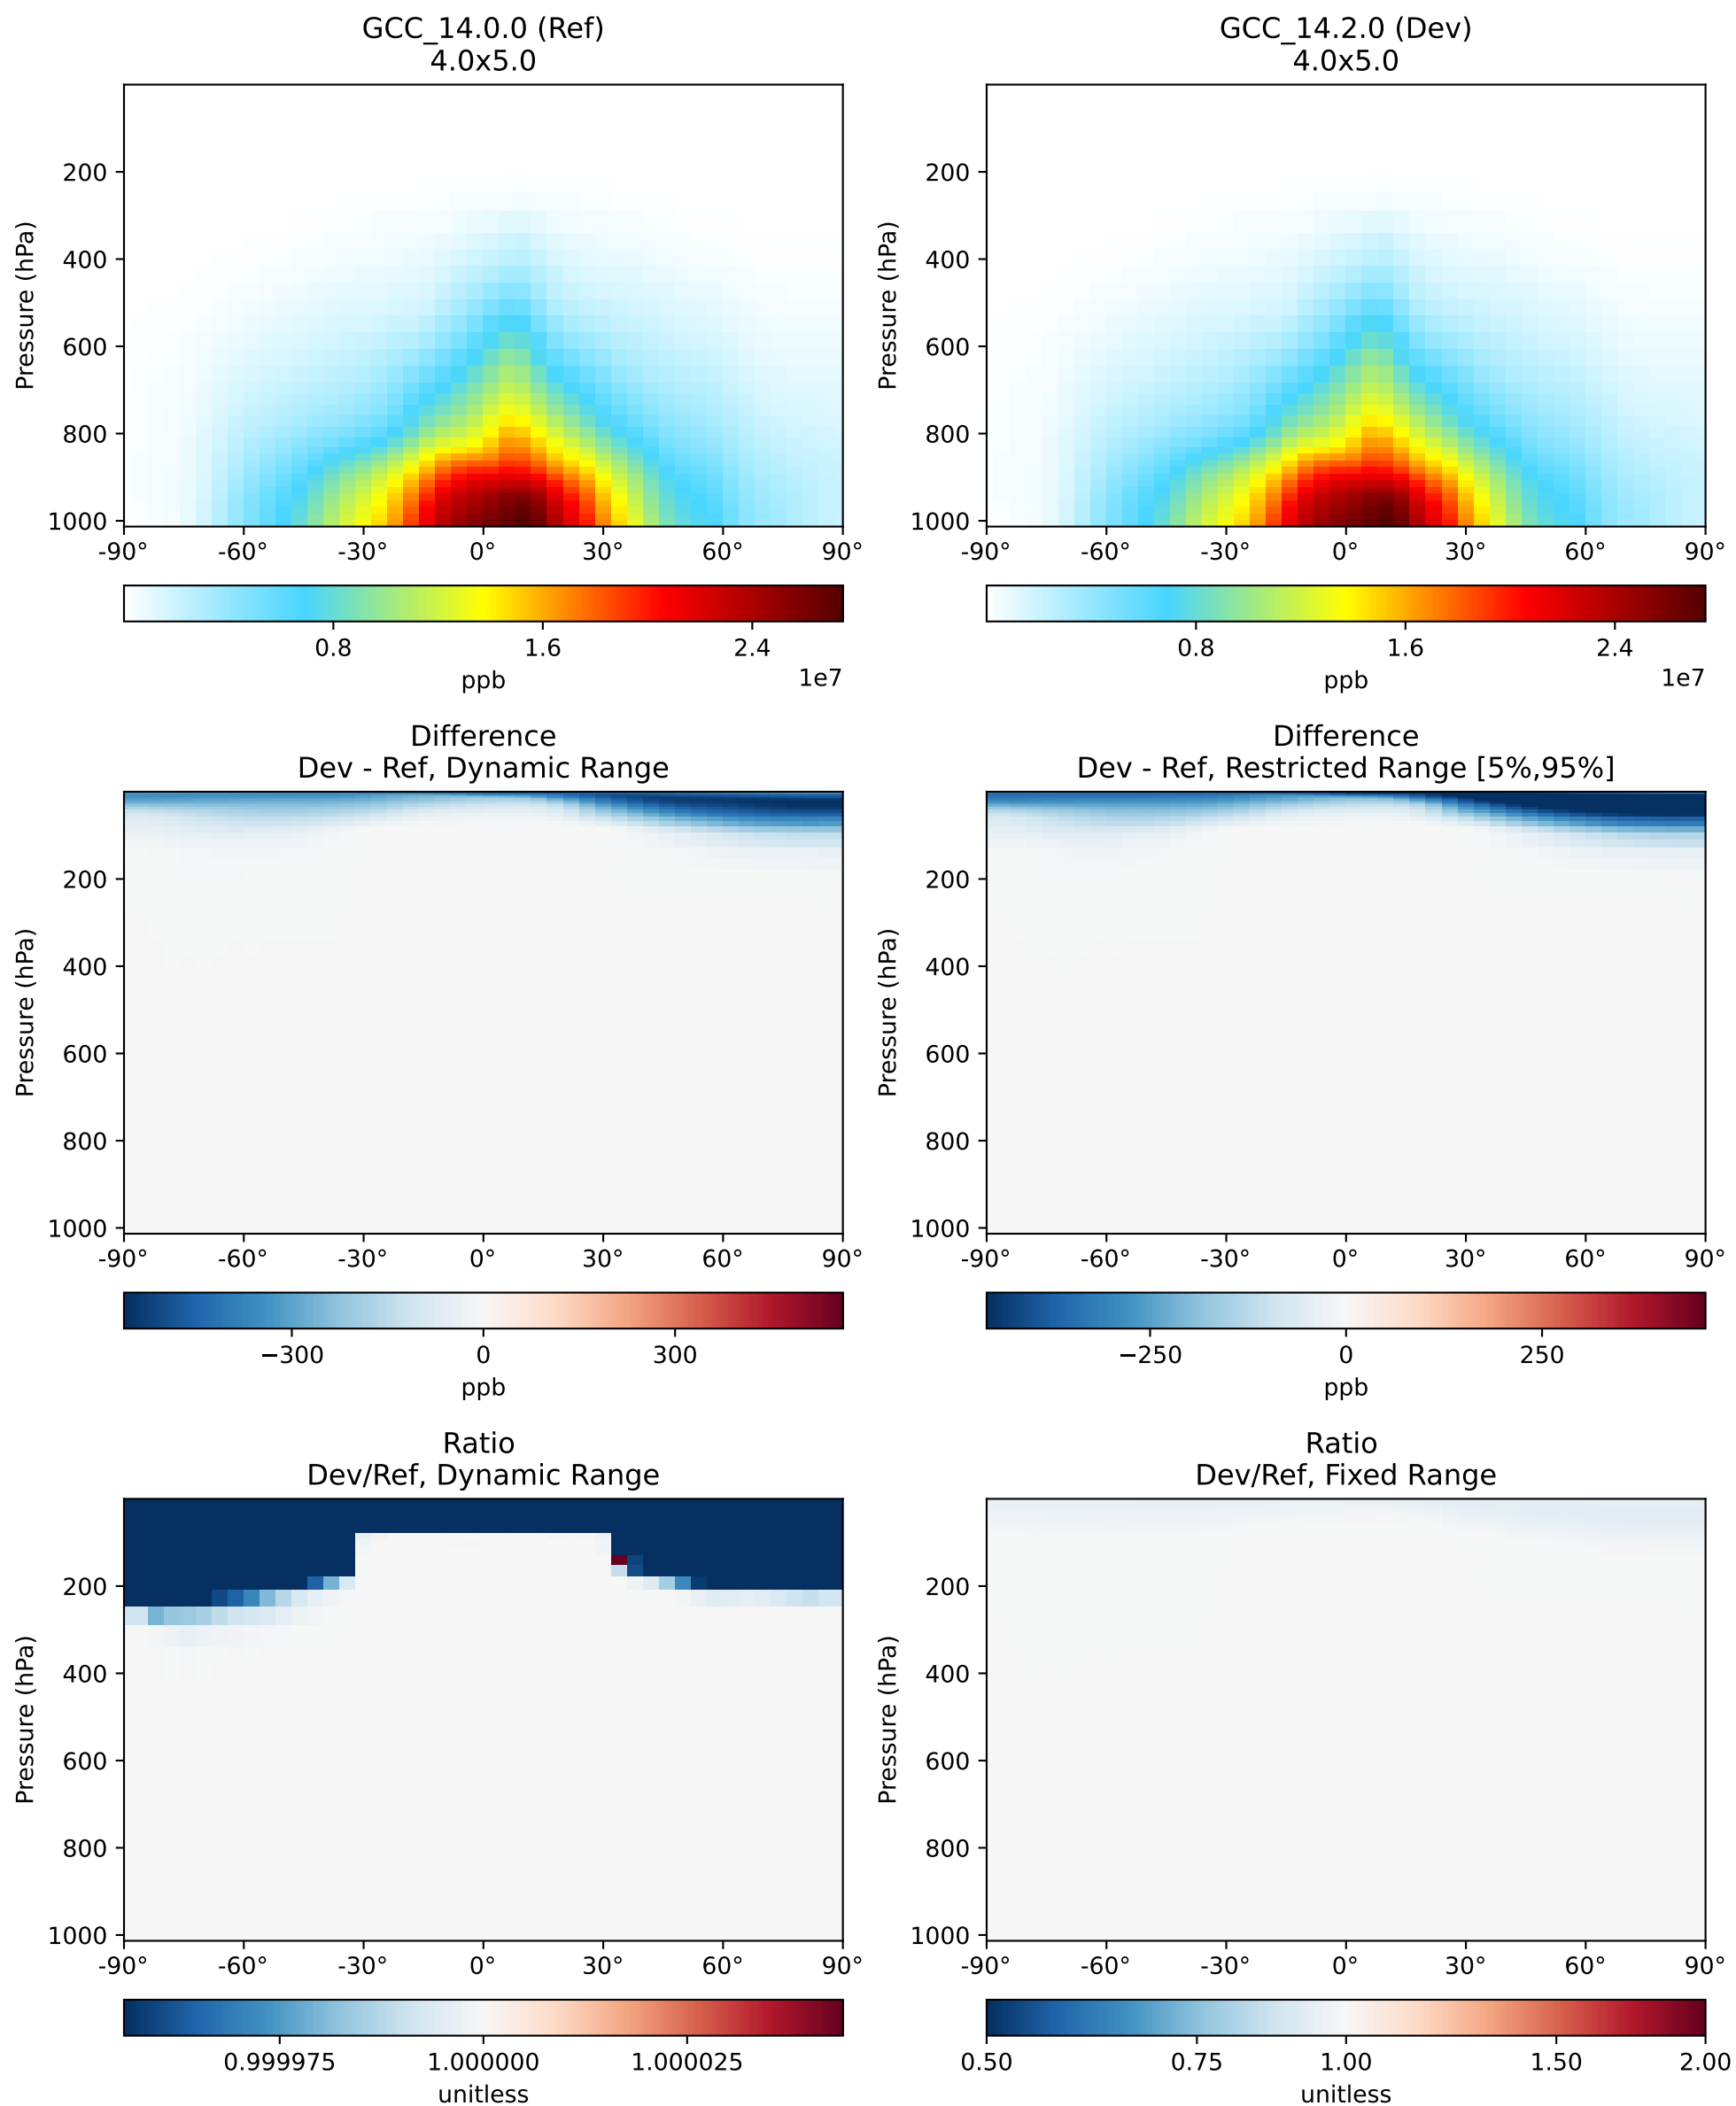 GCC_14.0.0 (Ref)
4.0x5.0
Pressure (hPa)
200
400
600
800
1000
-90° -60° -30° 0° 30° 60° 90°
0.8 1.6 2.4
1e7
ppb
GCC_14.2.0 (Dev)
4.0x5.0
Pressure (hPa)
200
400
600
800
1000
-90° -60° -30° 0° 30° 60° 90°
0.8 1.6 2.4
1e7
ppb
Difference
Dev - Ref, Dynamic Range
Pressure (hPa)
200
400
600
800
1000
-90° -60° -30° 0° 30° 60° 90°
−300 0 300
ppb
Difference
Dev - Ref, Restricted Range [5%,95%]
Pressure (hPa)
200
400
600
800
1000
-90° -60° -30° 0° 30° 60° 90°
−250 0 250
ppb
Ratio
Dev/Ref, Dynamic Range
Pressure (hPa)
200
400
600
800
1000
-90° -60° -30° 0° 30° 60° 90°
0.999975 1.000000 1.000025
unitless
Ratio
Dev/Ref, Fixed Range
Pressure (hPa)
200
400
600
800
1000
-90° -60° -30° 0° 30° 60° 90°
0.50 0.75 1.00 1.50 2.00
unitless